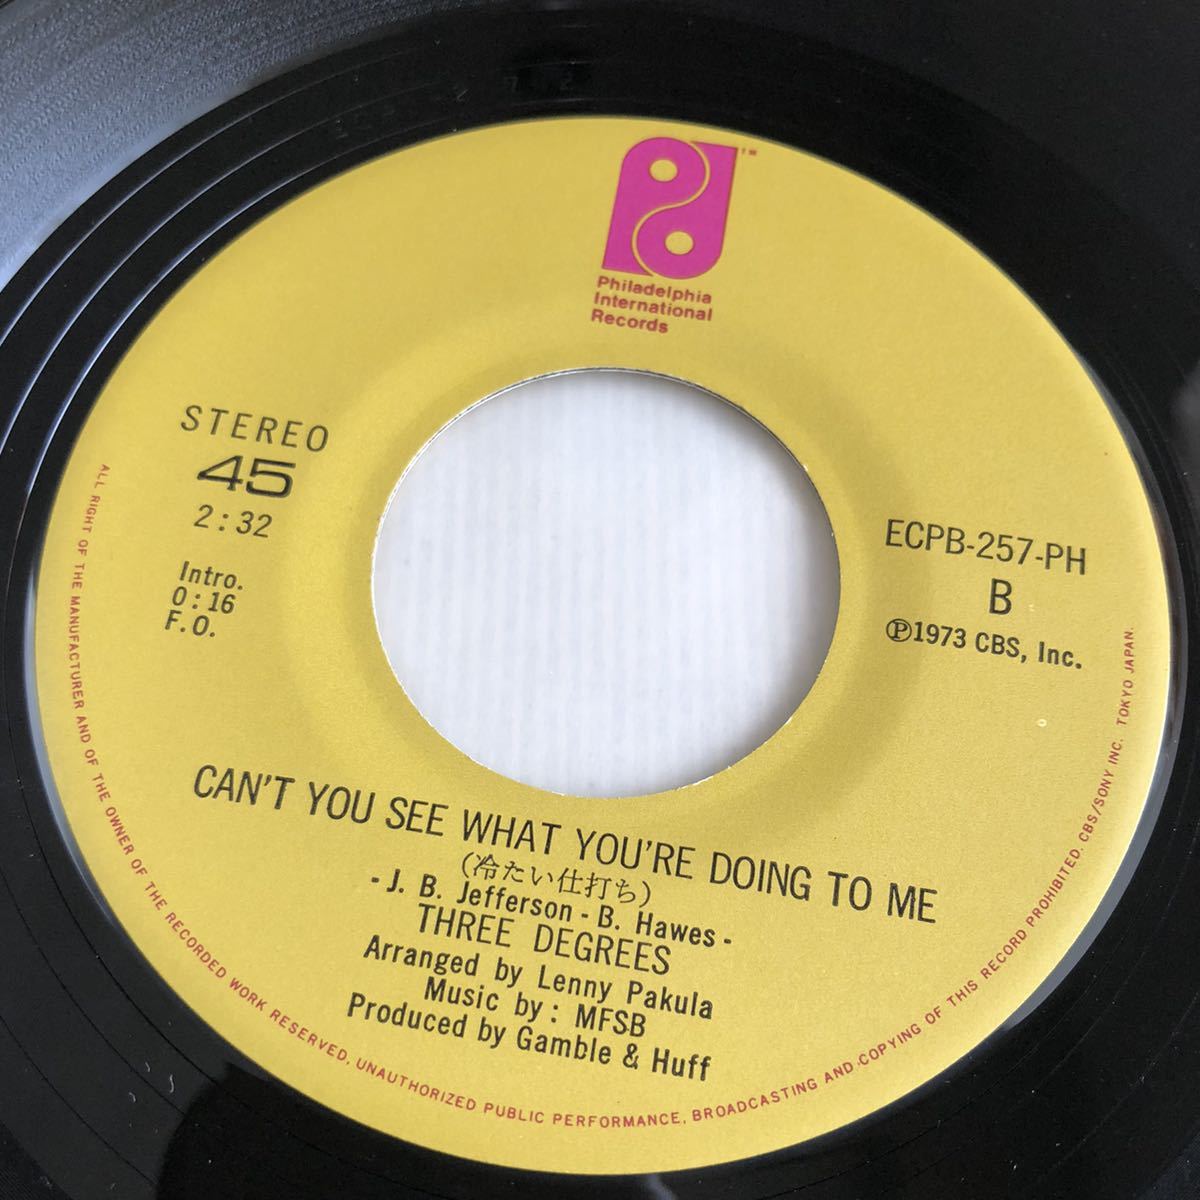 TM
Philadelphia
International
Records
STEREO
45
2:32
Intro.
0:16
F.O.
ECPB-257-PH
B
Ⓟ1973 CBS, Inc.
CAN'T YOU SEE WHAT YOU'RE DOING TO ME
(冷たい仕打ち)
- J. B. Jefferson - B. Hawes -
THREE DEGREES
Arranged by Lenny Pakula
Music by : MFSB
Produced by Gamble & Huff
ALL RIGHT OF THE MANUFACTURER AND OF THE OWNER OF THE RECORDED WORK RESERVED, UNAUTHORIZED PUBLIC PERFORMANCE, BROADCASTING AND COPYING OF THIS RECORD PROHIBITED. CBS/SONY INC. TOKYO JAPAN.